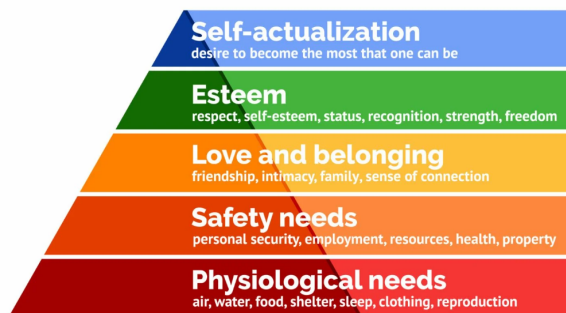 Self-actualization
desire to become the most that one can be
Esteem
respect, self-esteem, status, recognition, strength, freedom
Love and belonging
friendship, intimacy, family, sense of connection
Safety needs
personal security, employment, resources, health, property
Physiological needs
air, water, food, shelter, sleep, clothing, reproduction